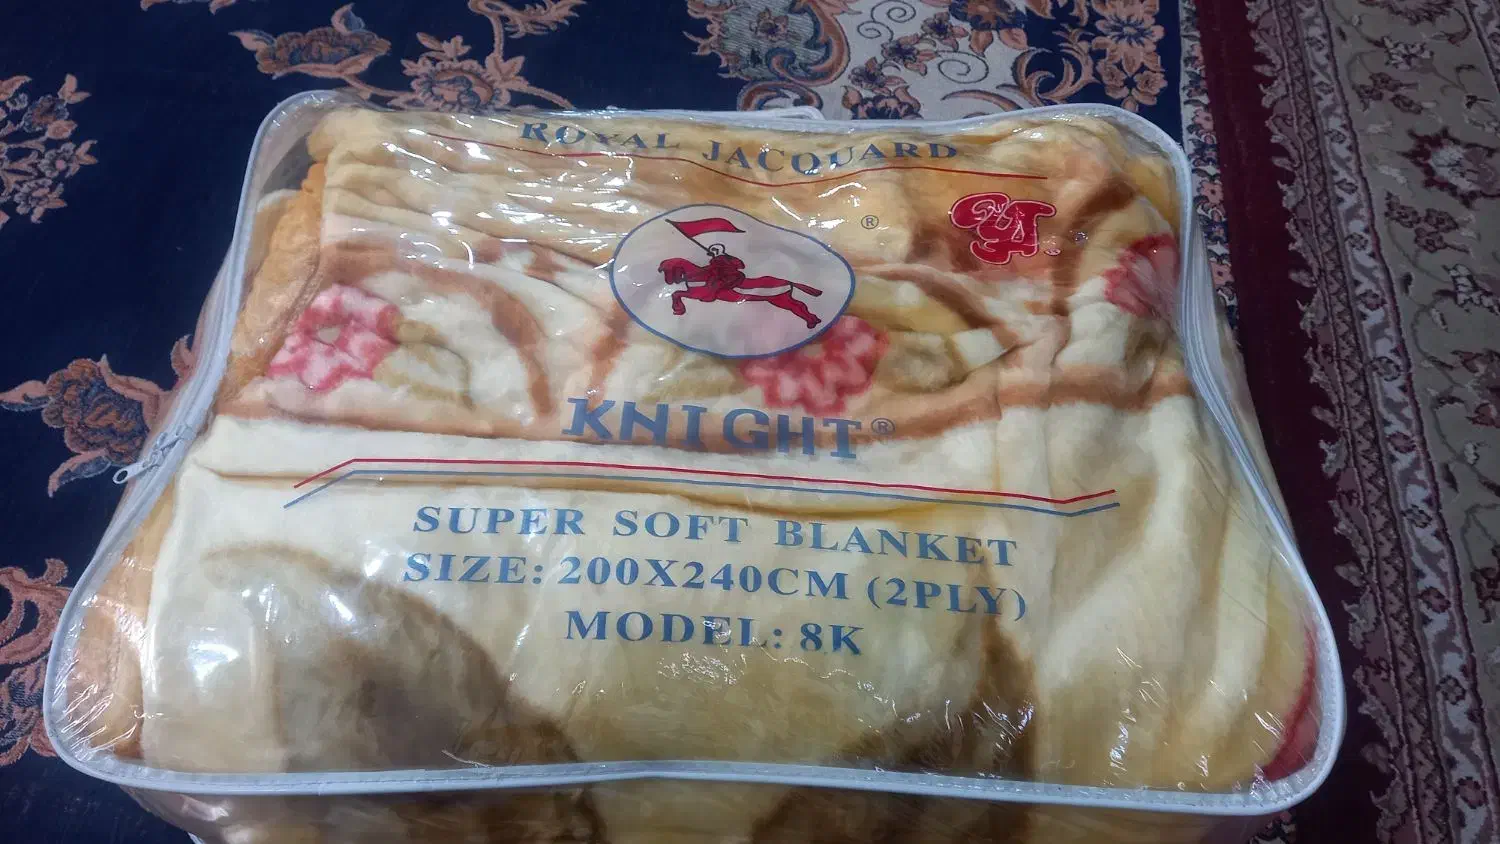 ROYAL JACQUARD
®
KNIGHT®
SUPER SOFT BLANKET
SIZE: 200X240CM (2PLY)
MODEL: 8K